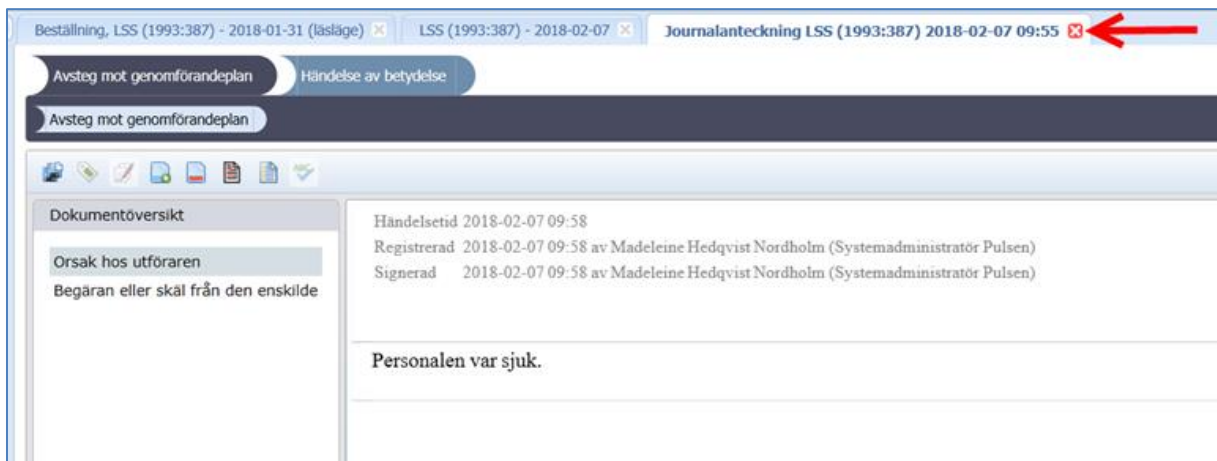 Beställning, LSS (1993:387) - 2018-01-31 (läsläge) LSS (1993:387) - 2018-02-07 Journalanteckning LSS (1993:387) 2018-02-07 09:55
Avsteg mot genomförandeplan Händelse av betydelse
Avsteg mot genomförandeplan
ABC
Dokumentöversikt
Orsak hos utföraren
Begäran eller skäl från den enskilde
Händelsetid 2018-02-07 09:58
Registrerad 2018-02-07 09:58 av Madeleine Hedqvist Nordholm (Systemadministratör Pulsen)
Signerad 2018-02-07 09:58 av Madeleine Hedqvist Nordholm (Systemadministratör Pulsen)
Personalen var sjuk.